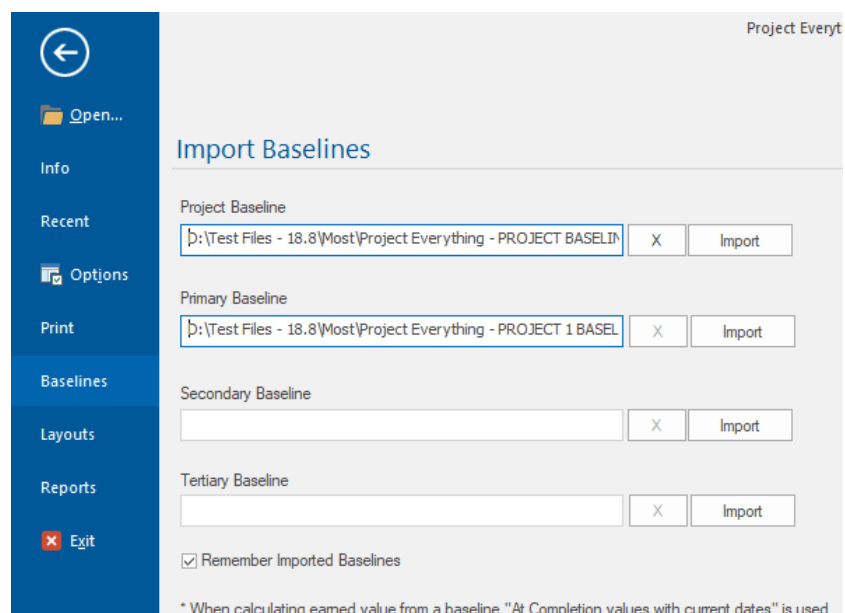 Project Everyt
Open...
Info
Recent
Options
Print
Baselines
Layouts
Reports
Exit
Import Baselines
Project Baseline
D:\Test Files - 18.8\Most\Project Everything - PROJECT BASELIN
X
Import
Primary Baseline
D:\Test Files - 18.8\Most\Project Everything - PROJECT 1 BASEL
X
Import
Secondary Baseline
X
Import
Tertiary Baseline
X
Import
Remember Imported Baselines
* When calculating earned value from a baseline, "At Completion values with current dates" is used